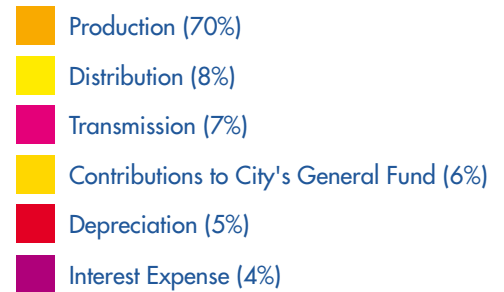 Production (70%)
Distribution (8%)
Transmission (7%)
Contributions to City's General Fund (6%)
Depreciation (5%)
Interest Expense (4%)